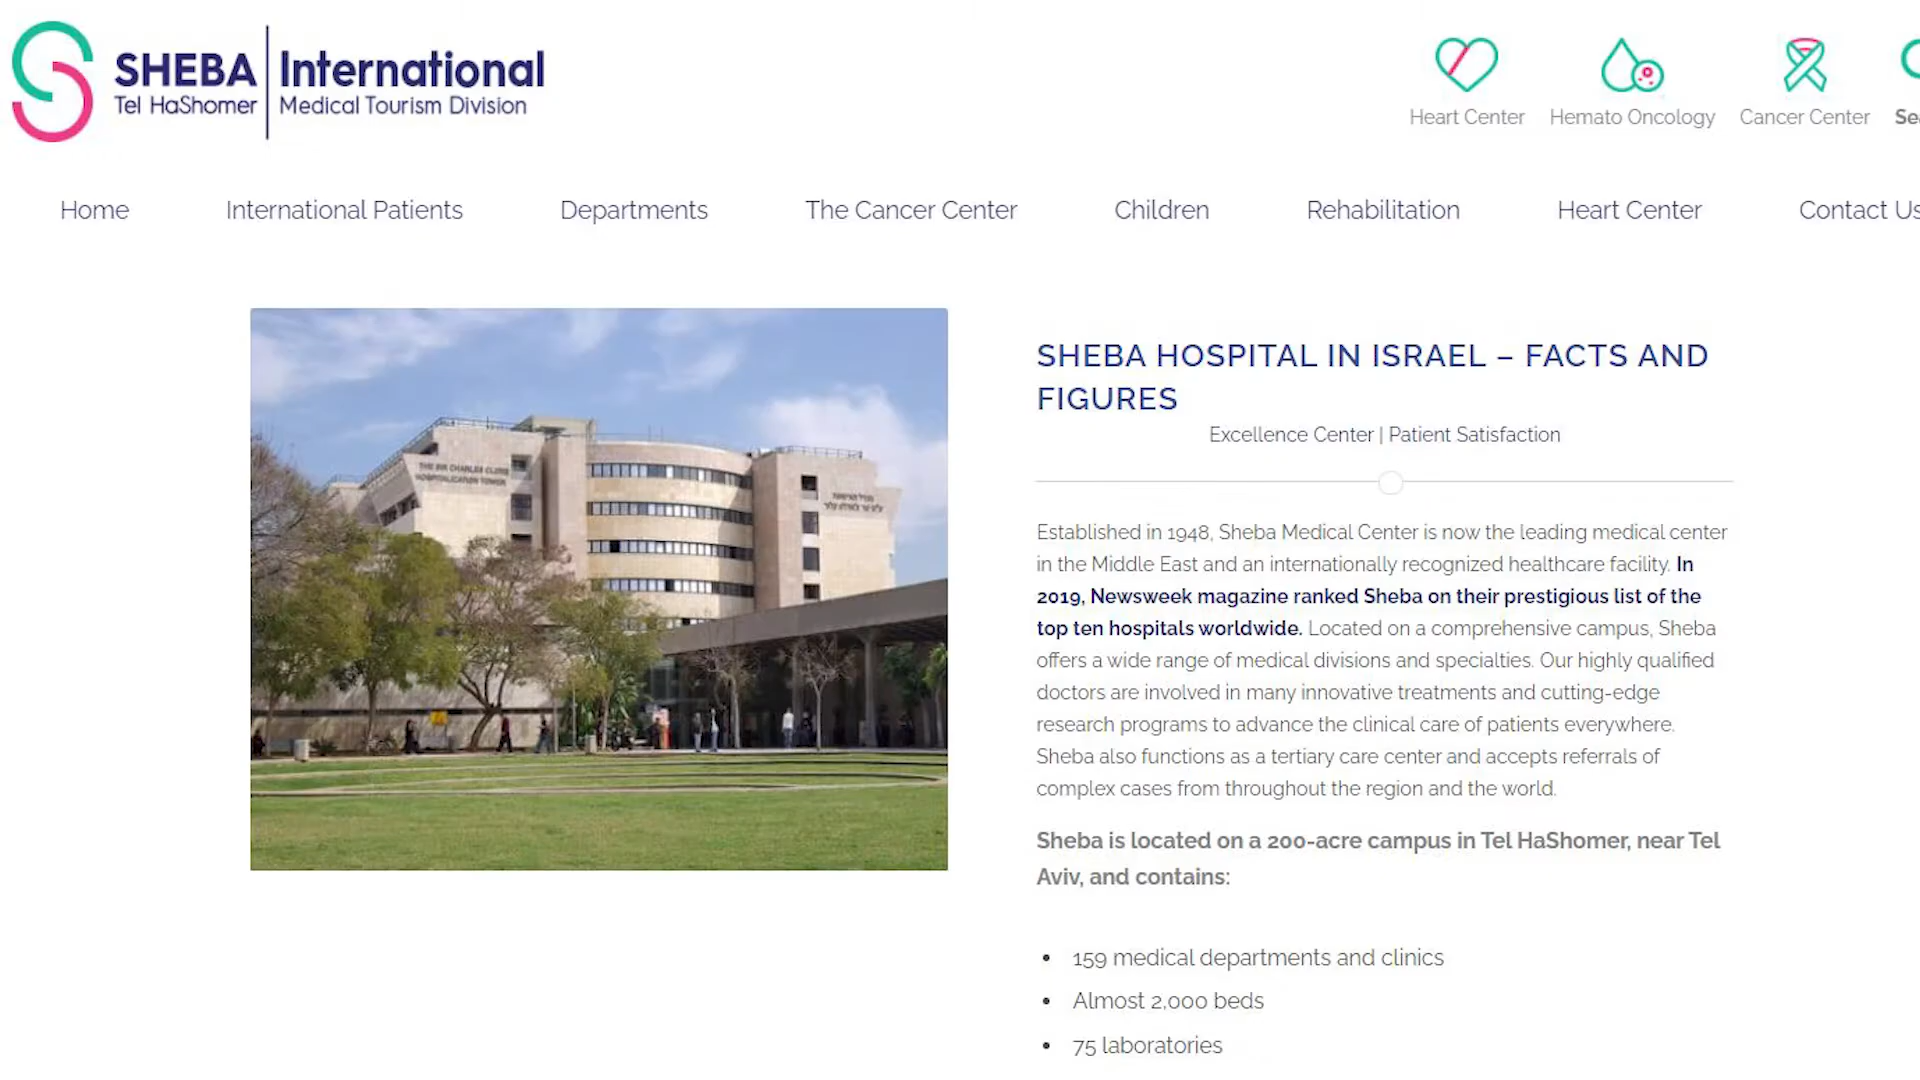 SHEBA
Tel HaShomer
International
Medical Tourism Division
Heart Center
Hemato Oncology
Cancer Center
Home
International Patients
Departments
The Cancer Center
Children
Rehabilitation
Heart Center
Contact Us
THE SIR CHARLES CLORE
HOSPITALICATION TOWER
SHEBA HOSPITAL IN ISRAEL – FACTS AND
FIGURES
Excellence Center | Patient Satisfaction
Established in 1948, Sheba Medical Center is now the leading medical center
in the Middle East and an internationally recognized healthcare facility. In
2019, Newsweek magazine ranked Sheba on their prestigious list of the
top ten hospitals worldwide. Located on a comprehensive campus, Sheba
offers a wide range of medical divisions and specialties. Our highly qualified
doctors are involved in many innovative treatments and cutting-edge
research programs to advance the clinical care of patients everywhere.
Sheba also functions as a tertiary care center and accepts referrals of
complex cases from throughout the region and the world.
Sheba is located on a 200-acre campus in Tel HaShomer, near Tel
Aviv, and contains:
• 159 medical departments and clinics
• Almost 2,000 beds
• 75 laboratories